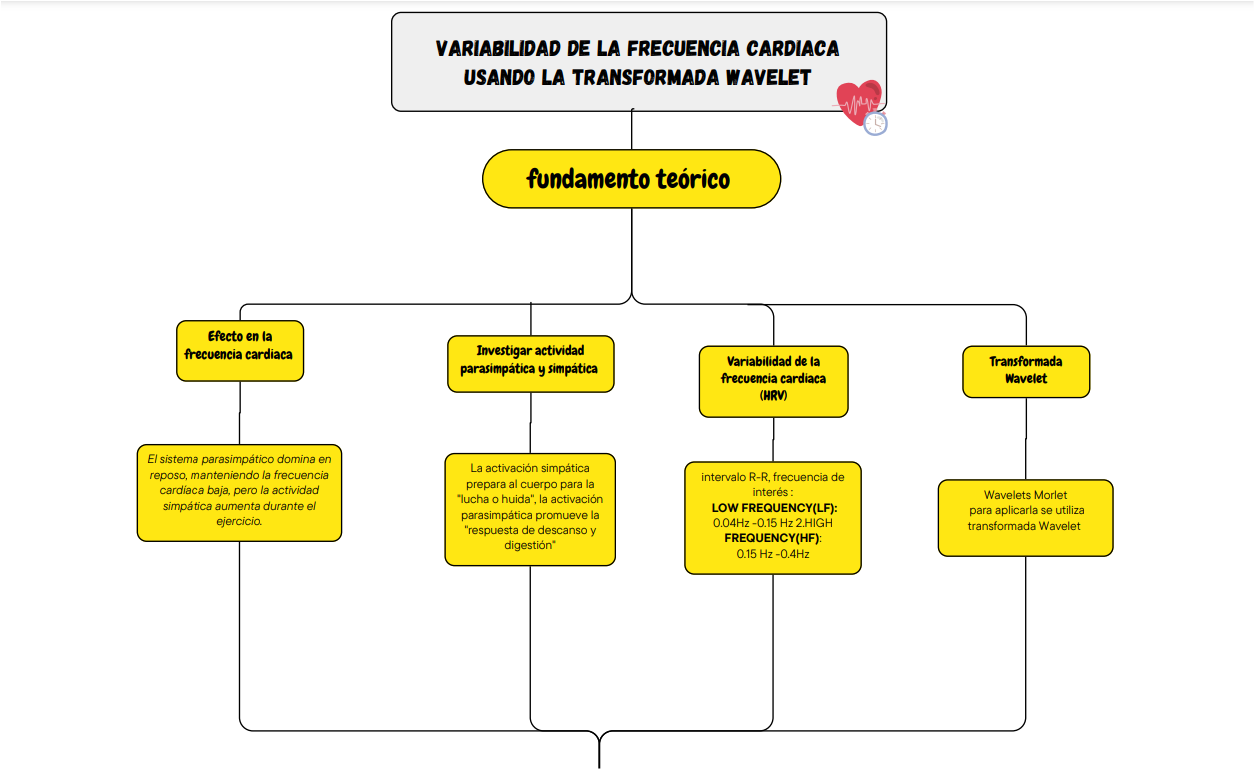 VARIABILIDAD DE LA FRECUENCIA CARDIACA
USANDO LA TRANSFORMADA WAVELET
fundamento teórico
Efecto en la
frecuencia cardiaca
El sistema parasimpático domina en
reposo, manteniendo la frecuencia
cardíaca baja, pero la actividad
simpática aumenta durante el
ejercicio.
Investigar actividad
parasimpática y simpática
La activación simpática
prepara al cuerpo para la
"lucha o huida", la activación
parasimpática promueve la
"respuesta de descanso y
digestión"
Variabilidad de la
frecuencia cardiaca
(HRV)
intervalo R-R, frecuencia de
interés :
LOW FREQUENCY(LF):
0.04Hz -0.15 Hz 2.HIGH
FREQUENCY(HF):
0.15 Hz -0.4Hz
Transformada
Wavelet
Wavelets Morlet
para aplicarla se utiliza
transformada Wavelet